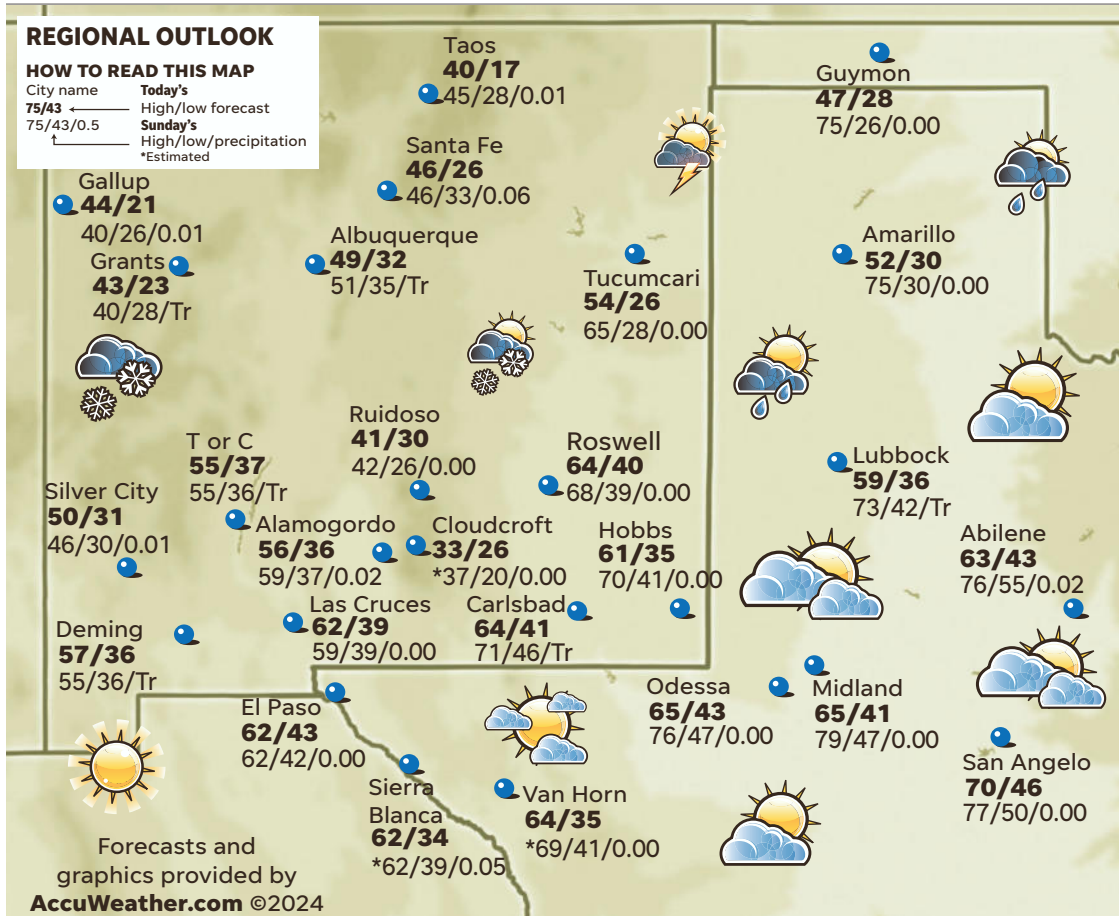 REGIONAL OUTLOOK
HOW TO READ THIS MAP
City name
Today's
75/43
High/low forecast
75/43/0.5
Sunday's
High/low/precipitation
*Estimated
Taos
40/17
45/28/0.01
Guymon
47/28
75/26/0.00
Santa Fe
46/26
46/33/0.06
Gallup
44/21
40/26/0.01
Albuquerque
49/32
51/35/Tr
Grants
43/23
40/28/Tr
Tucumcari
54/26
65/28/0.00
Amarillo
52/30
75/30/0.00
Ruidoso
41/30
42/26/0.00
T or C
55/37
55/36/Tr
Roswell
64/40
68/39/0.00
Lubbock
59/36
73/42/Tr
Silver City
50/31
46/30/0.01
Alamogordo
56/36
59/37/0.02
Cloudcroft
33/26
*37/20/0.00
Hobbs
61/35
70/41/0.00
Abilene
63/43
76/55/0.02
Las Cruces
62/39
59/39/0.00
Carlsbad
64/41
71/46/Tr
Deming
57/36
55/36/Tr
El Paso
62/43
62/42/0.00
Odessa
65/43
76/47/0.00
Midland
65/41
79/47/0.00
San Angelo
70/46
77/50/0.00
Sierra
Blanca
62/34
*62/39/0.05
Van Horn
64/35
*69/41/0.00
Forecasts and
graphics provided by
AccuWeather.com ©2024